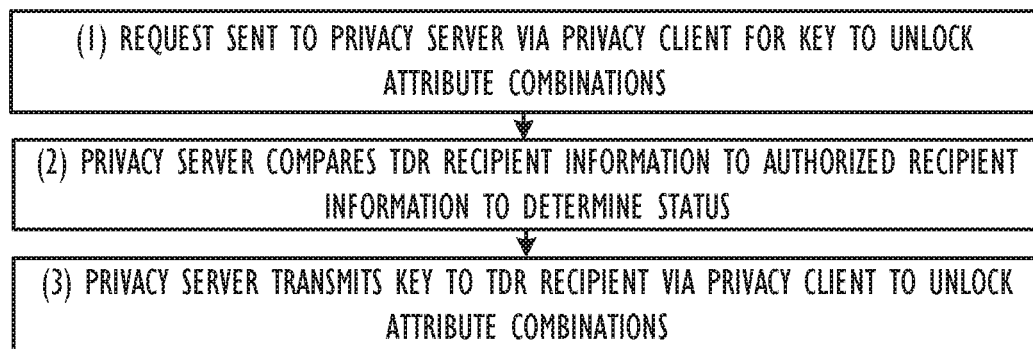 (1) REQUEST SENT TO PRIVACY SERVER VIA PRIVACY CLIENT FOR KEY TO UNLOCK
ATTRIBUTE COMBINATIONS
(2) PRIVACY SERVER COMPARES TDR RECIPIENT INFORMATION TO AUTHORIZED RECIPIENT
INFORMATION TO DETERMINE STATUS
(3) PRIVACY SERVER TRANSMITS KEY TO TDR RECIPIENT VIA PRIVACY CLIENT TO UNLOCK
ATTRIBUTE COMBINATIONS